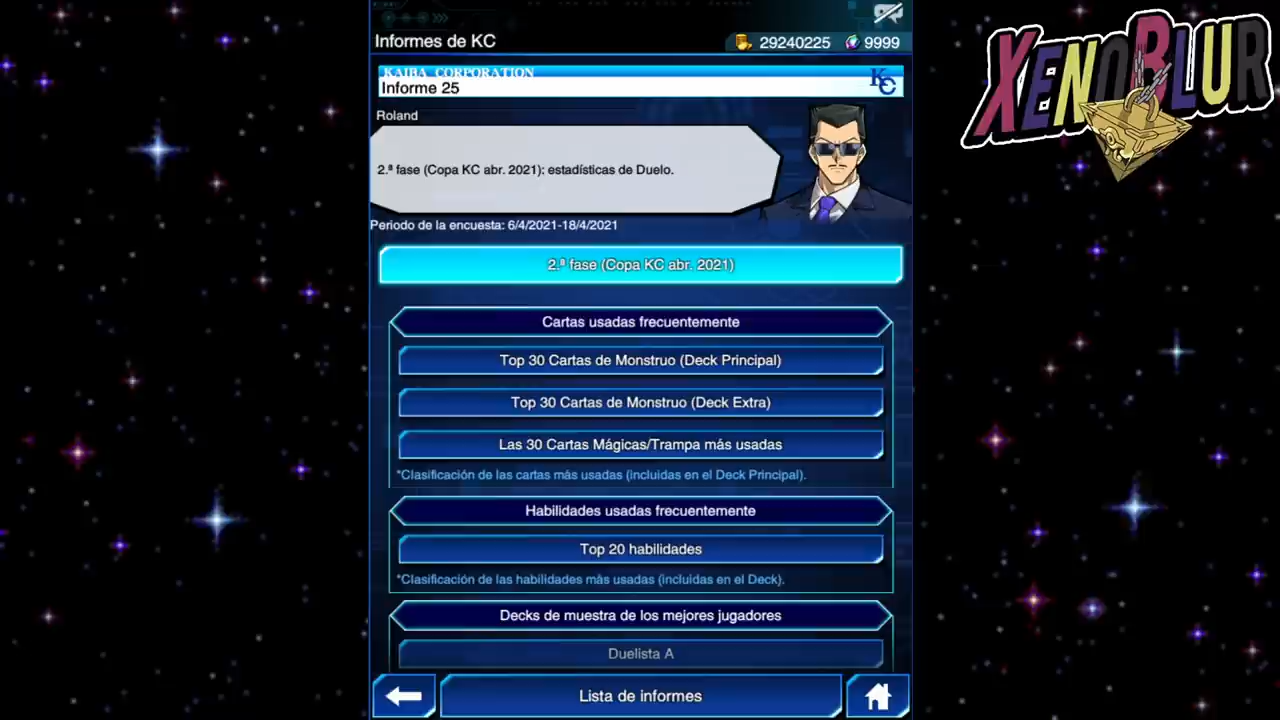 Informes de KC
29240225
9999
KAIBA CORPORATION
KC
Informe 25
Roland
2.ª fase (Copa KC abr. 2021): estadísticas de Duelo.
Periodo de la encuesta: 6/4/2021-18/4/2021
2.ª fase (Copa KC abr. 2021)
Cartas usadas frecuentemente
Top 30 Cartas de Monstruo (Deck Principal)
Top 30 Cartas de Monstruo (Deck Extra)
Las 30 Cartas Mágicas/Trampa más usadas
*Clasificación de las cartas más usadas (incluidas en el Deck Principal).
Habilidades usadas frecuentemente
Top 20 habilidades
*Clasificación de las habilidades más usadas (incluidas en el Deck).
Decks de muestra de los mejores jugadores
Duelista A
Lista de informes
XENOBLUR